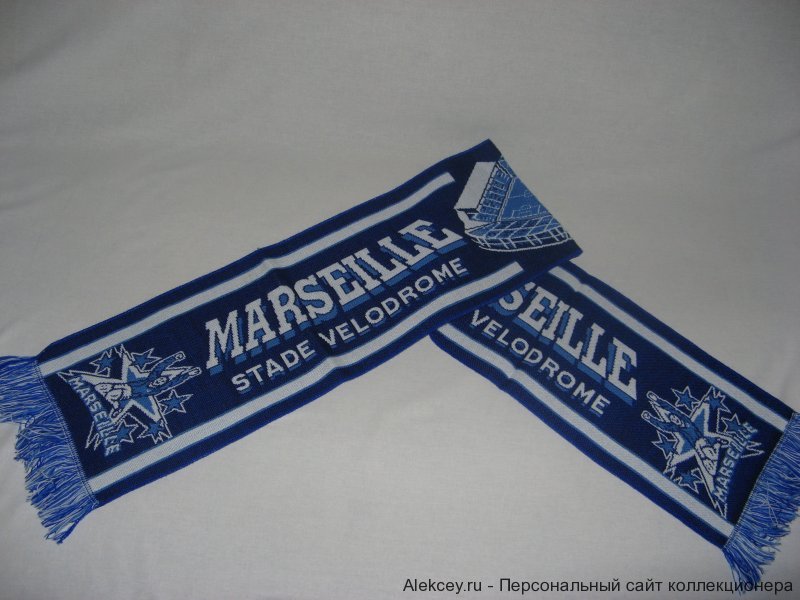 MARSEILLE
STADE VELODROME
MARSEILLE
SEILLE
VELODROME
MARSEILLE
Alekcey.ru - Персональный сайт коллекционера